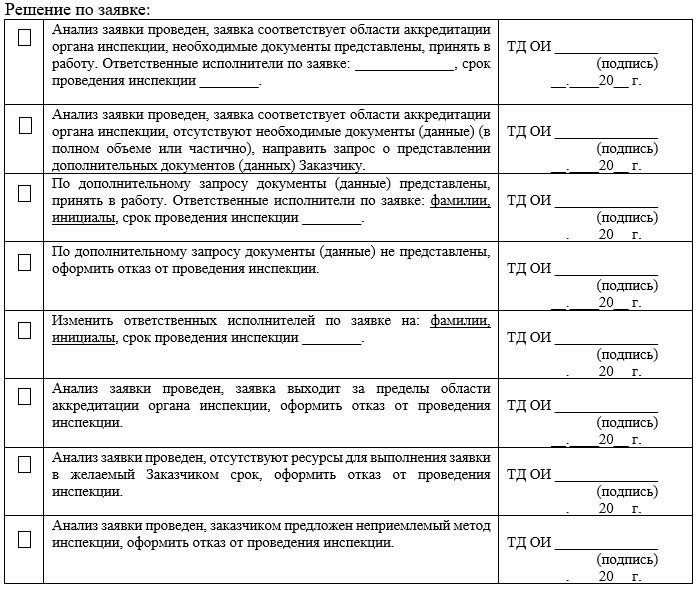 Решение по заявке:
Анализ заявки проведен, заявка соответствует области аккредитации
органа инспекции, необходимые документы представлены, принять в
работу. Ответственные исполнители по заявке: ______________, срок
проведения инспекции ________.
ТД ОИ ______________
(подпись)
__.____20__ г.
Анализ заявки проведен, заявка соответствует области аккредитации
органа инспекции, отсутствуют необходимые документы (данные) (в
полном объеме или частично), направить запрос о представлении
дополнительных документов (данных) Заказчику.
ТД ОИ ______________
(подпись)
__.____20__ г.
По дополнительному запросу документы (данные) представлены,
принять в работу. Ответственные исполнители по заявке: фамилии,
инициалы, срок проведения инспекции ________.
ТД ОИ ______________
(подпись)
__.____20__ г.
По дополнительному запросу документы (данные) не представлены,
оформить отказ от проведения инспекции.
ТД ОИ ______________
(подпись)
__.____20__ г.
Изменить ответственных исполнителей по заявке на: фамилии,
инициалы, срок проведения инспекции ________.
ТД ОИ ______________
(подпись)
__.____20__ г.
Анализ заявки проведен, заявка выходит за пределы области
аккредитации органа инспекции, оформить отказ от проведения
инспекции.
ТД ОИ ______________
(подпись)
__.____20__ г.
Анализ заявки проведен, отсутствуют ресурсы для выполнения заявки
в желаемый Заказчиком срок, оформить отказ от проведения
инспекции.
ТД ОИ ______________
(подпись)
__.____20__ г.
Анализ заявки проведен, заказчиком предложен неприемлемый метод
инспекции, оформить отказ от проведения инспекции.
ТД ОИ ______________
(подпись)
__.____20__ г.